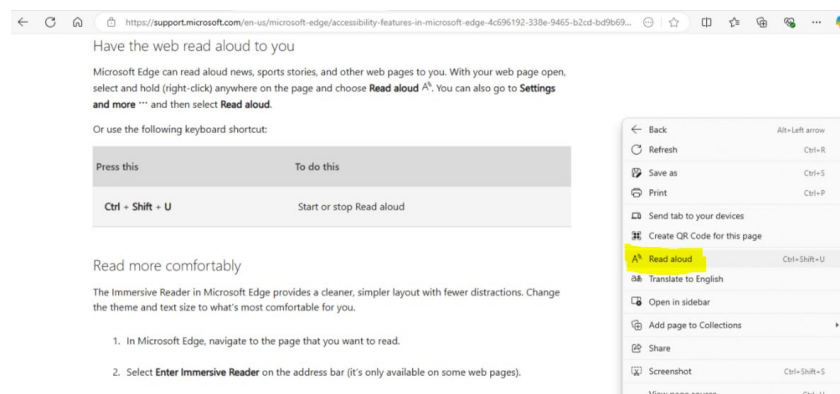 https://support.microsoft.com/en-us/microsoft-edge/accessibility-features-in-microsoft-edge-4c696192-338e-9465-b2cd-bd9b69...
Have the web read aloud to you
Microsoft Edge can read aloud news, sports stories, and other web pages to you. With your web page open,
select and hold (right-click) anywhere on the page and choose Read aloud A. You can also go to Settings
and more ··· and then select Read aloud.
Or use the following keyboard shortcut:
Press this To do this
Ctrl + Shift + U Start or stop Read aloud
Read more comfortably
The Immersive Reader in Microsoft Edge provides a cleaner, simpler layout with fewer distractions. Change
the theme and text size to what's most comfortable for you.
1. In Microsoft Edge, navigate to the page that you want to read.
2. Select Enter Immersive Reader on the address bar (it's only available on some web pages).
Back Alt+Left arrow
Refresh Ctrl+R
Save as Ctrl+S
Print Ctrl+P
Send tab to your devices
Create QR Code for this page
Read aloud Ctrl+Shift+U
Translate to English
Open in sidebar
Add page to Collections
Share
Screenshot Ctrl+Shift+S
View page source Ctrl+U